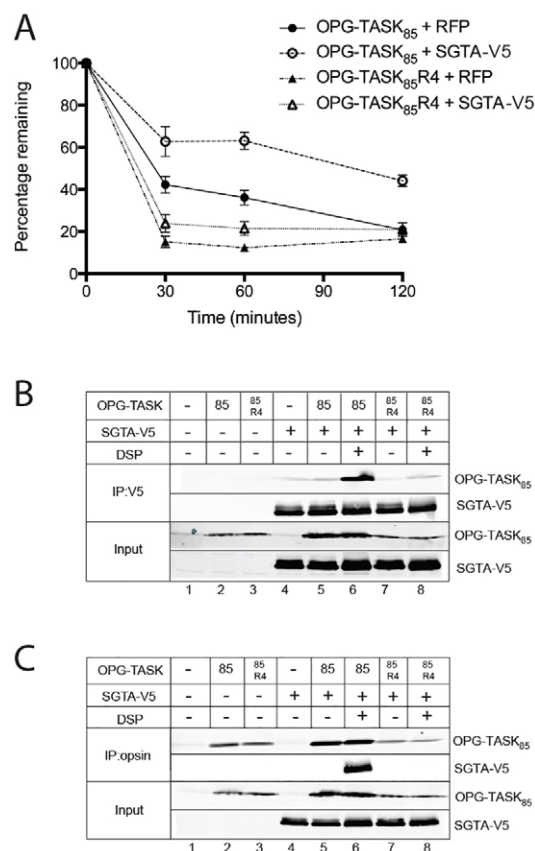 A
OPG-TASK85 + RFP
OPG-TASK85 + SGTA-V5
OPG-TASK85R4 + RFP
OPG-TASK85R4 + SGTA-V5
Percentage remaining
100
80
60
40
20
0
0 30 60 90 120
Time (minutes)
B
OPG-TASK - 85 85 R4 - 85 85 85 R4 85 R4
SGTA-V5 - - - + + + + +
DSP - - - - - + - +
IP:V5 OPG-TASK85
SGTA-V5
Input OPG-TASK85
SGTA-V5
1 2 3 4 5 6 7 8
C
OPG-TASK - 85 85 R4 - 85 85 85 R4 85 R4
SGTA-V5 - - - + + + + +
DSP - - - - - + - +
IP:opsin OPG-TASK85
SGTA-V5
Input OPG-TASK85
SGTA-V5
1 2 3 4 5 6 7 8